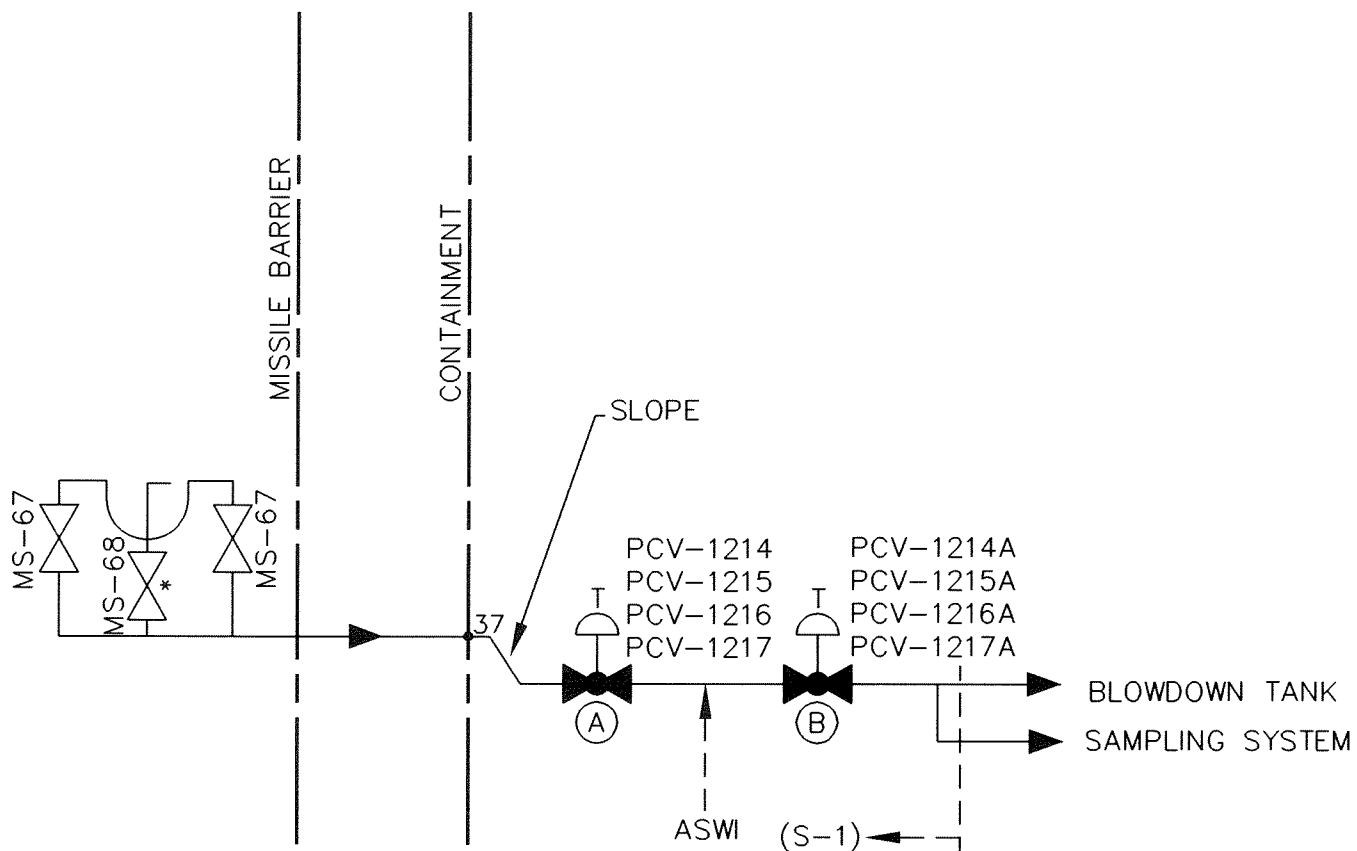 MISSILE BARRIER
CONTAINMENT
SLOPE
MS-67
MS-68
*
MS-67
37
T
PCV-1214
PCV-1215
PCV-1216
PCV-1217
T
PCV-1214A
PCV-1215A
PCV-1216A
PCV-1217A
A
B
BLOWDOWN TANK
SAMPLING SYSTEM
ASWI
(S-1)